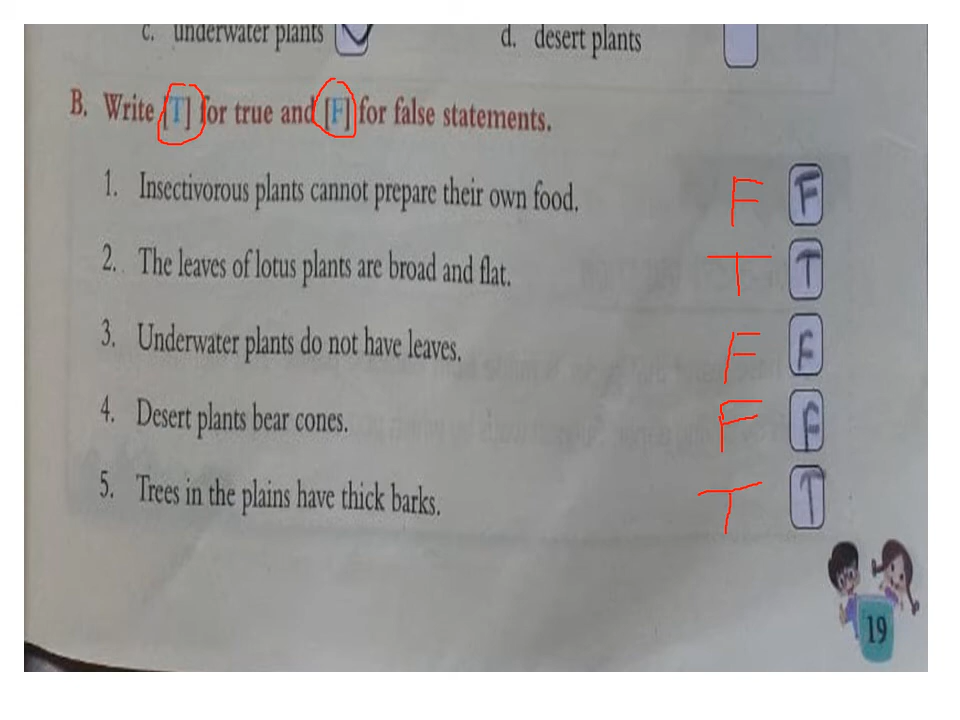 c. underwater plants d. desert plants
B. Write [T] for true and [F] for false statements.
1. Insectivorous plants cannot prepare their own food. F F
2. The leaves of lotus plants are broad and flat. T T
3. Underwater plants do not have leaves. F F
4. Desert plants bear cones. F F
5. Trees in the plains have thick barks. T T
19